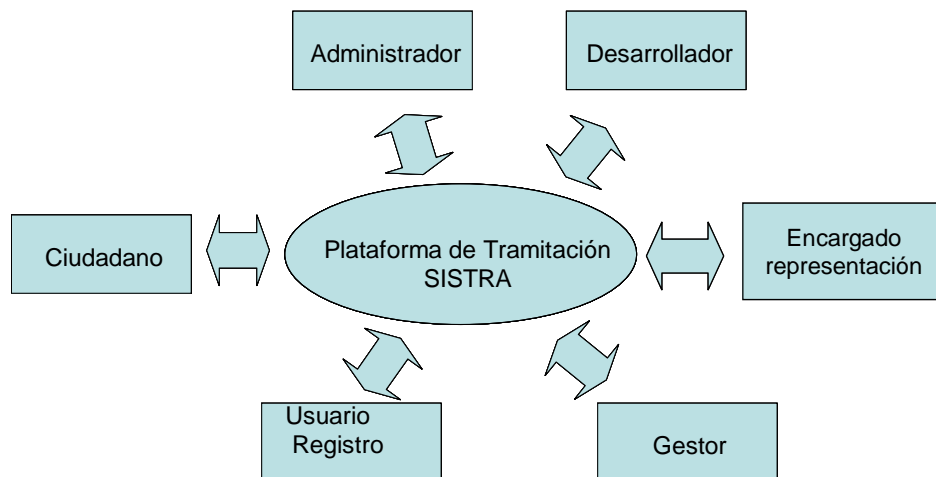 Administrador
Desarrollador
Ciudadano
Plataforma de Tramitación
SISTRA
Encargado
representación
Usuario
Registro
Gestor